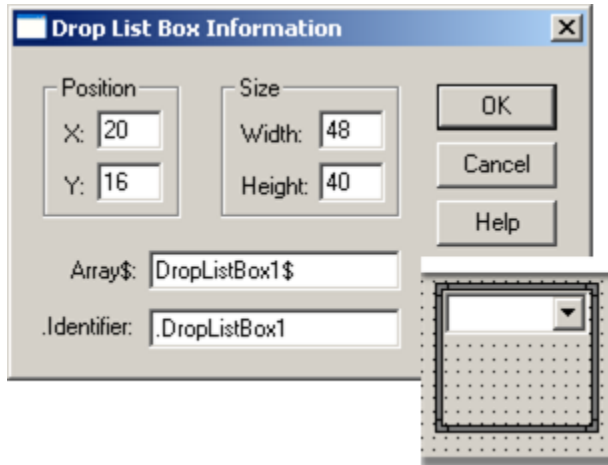 Drop List Box Information
Position
X: 20
Y: 16
Size
Width: 48
Height: 40
OK
Cancel
Help
Array$: DropListBox1$
.Identifier: .DropListBox1